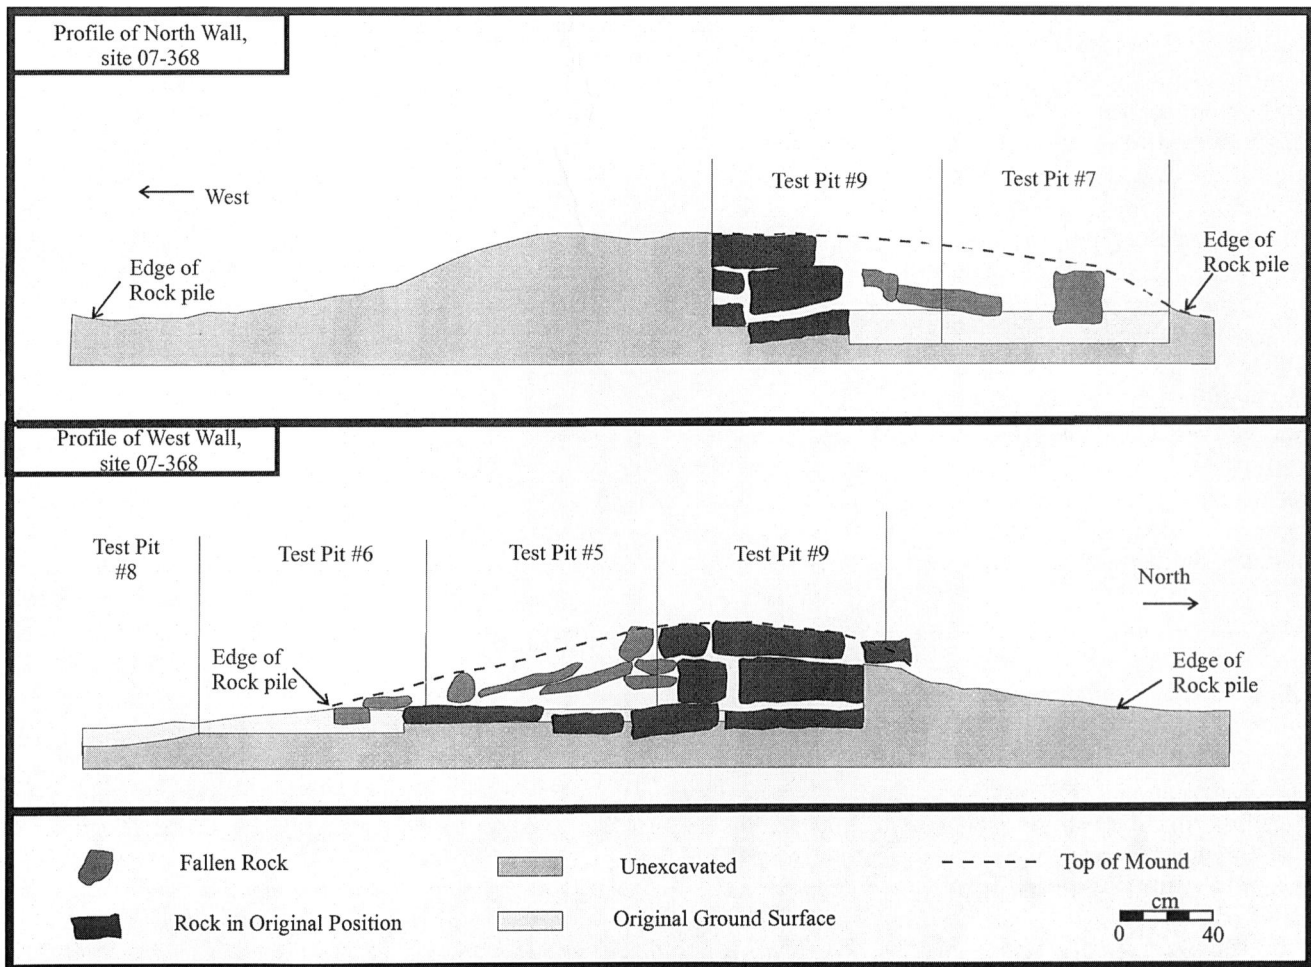 Profile of North Wall,
site 07-368
West
Edge of
Rock pile
Test Pit #9
Test Pit #7
Edge of
Rock pile
Profile of West Wall,
site 07-368
Test Pit
#8
Test Pit #6
Test Pit #5
Test Pit #9
North
Edge of
Rock pile
Edge of
Rock pile
Fallen Rock
Unexcavated
Top of Mound
Rock in Original Position
Original Ground Surface
cm
0 40